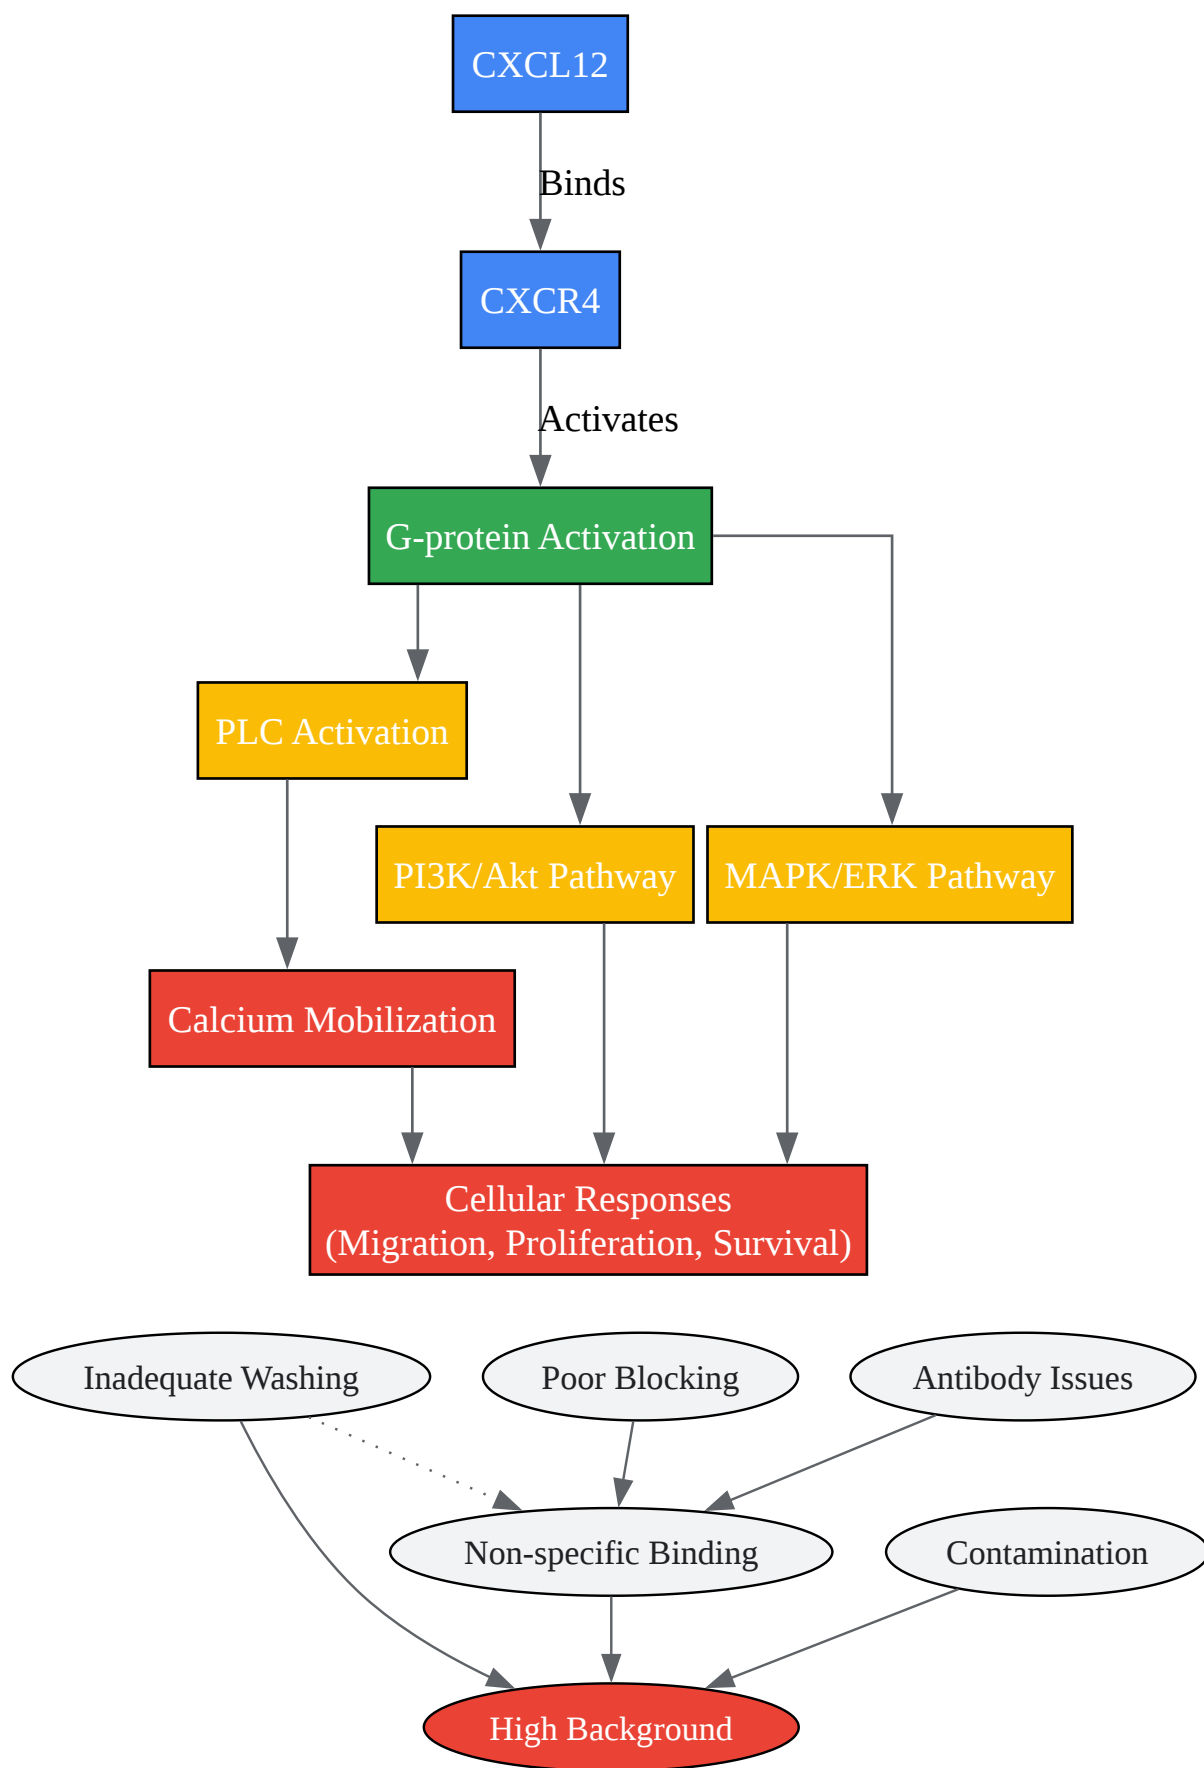 CXCL12
Binds
CXCR4
Activates
G-protein Activation
PLC Activation
PI3K/Akt Pathway
MAPK/ERK Pathway
Calcium Mobilization
Cellular Responses
(Migration, Proliferation, Survival)
Inadequate Washing
Poor Blocking
Antibody Issues
Non-specific Binding
Contamination
High Background